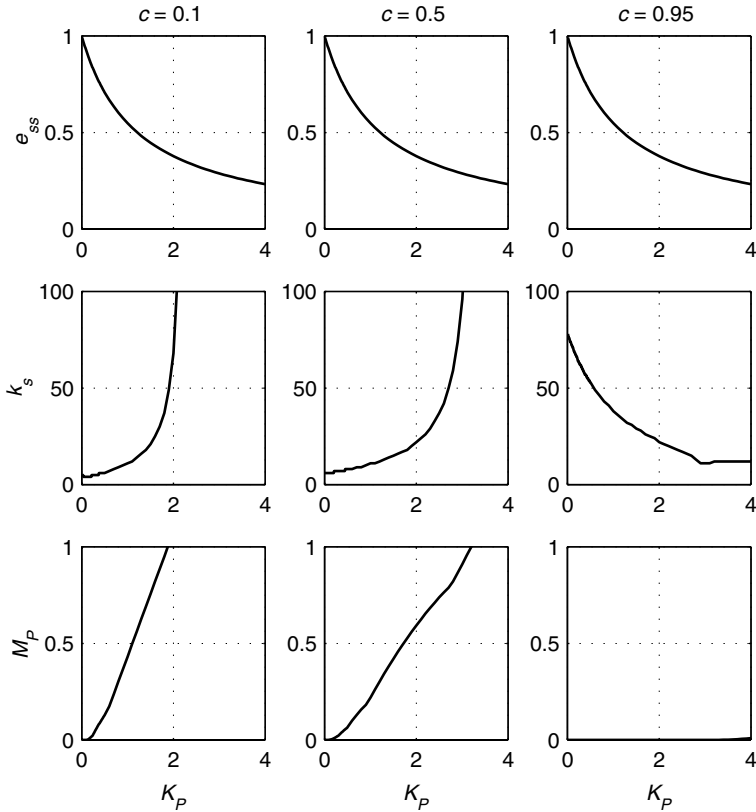 c = 0.1 c = 0.5 c = 0.95
1 1 1
e_ss 0.5 0.5 0.5
0 0 0
0 2 4 0 2 4 0 2 4
100 100 100
k_s 50 50 50
0 0 0
0 2 4 0 2 4 0 2 4
1 1 1
M_P 0.5 0.5 0.5
0 0 0
0 2 4 0 2 4 0 2 4
K_P K_P K_P